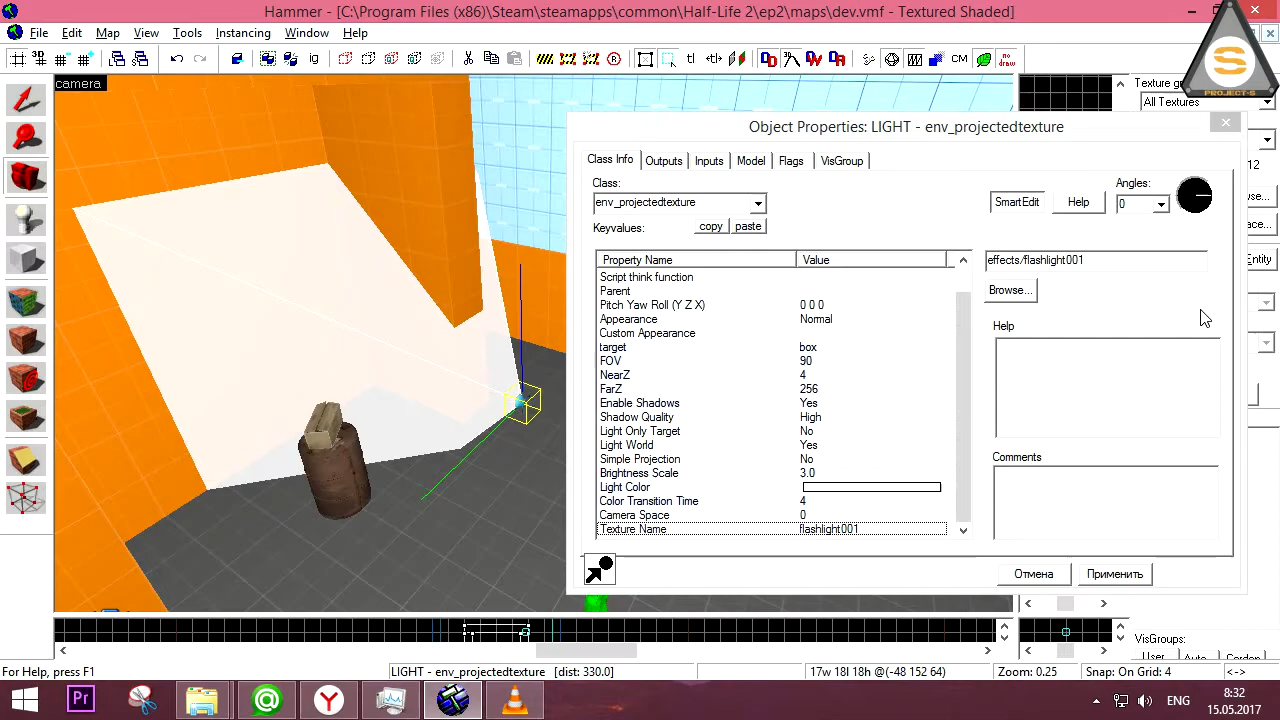 Hammer - [C:\Program Files (x86)\Steam\steamapps\common\Half-Life 2\ep2\maps\dev.vmf - Textured Shaded]
File Edit Map View Tools Instancing Window Help
camera
S
PROJECT-S
All Textures
Object Properties: LIGHT - env_projectedtexture
Class Info Outputs Inputs Model Flags VisGroup
Class:
env_projectedtexture
Keyvalues: copy paste
SmartEdit Help
Angles:
0
Property Name Value
Script think function
Parent
Pitch Yaw Roll (Y Z X) 0 0 0
Appearance Normal
Custom Appearance
target box
FOV 90
NearZ 4
FarZ 256
Enable Shadows Yes
Shadow Quality High
Light Only Target No
Light World Yes
Simple Projection No
Brightness Scale 3.0
Light Color
Color Transition Time 4
Camera Space 0
Texture Name flashlight001
effects/flashlight001
Browse...
Help
Comments
Отмена Применить
VisGroups:
User
For Help, press F1
LIGHT - env_projectedtexture [dist: 330.0]
17w 18l 18h @(-48 152 64)
Zoom: 0.25
Snap: On Grid: 4
<->
Pr
ENG
8:32
15.05.2017